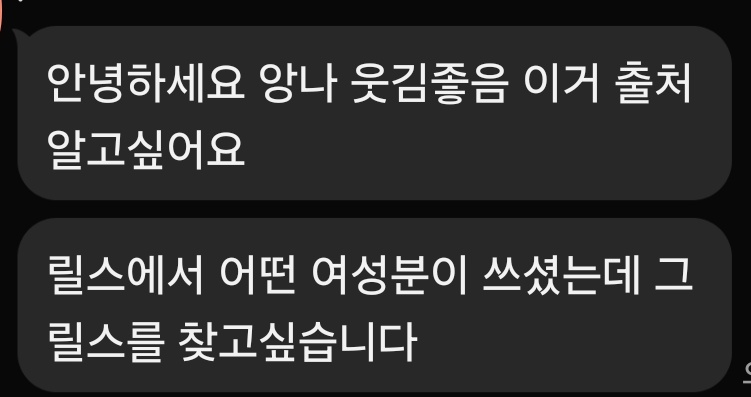 안녕하세요 앙나 웃김좋음 이거 출처
알고싶어요
릴스에서 어떤 여성분이 쓰셨는데 그
릴스를 찾고싶습니다